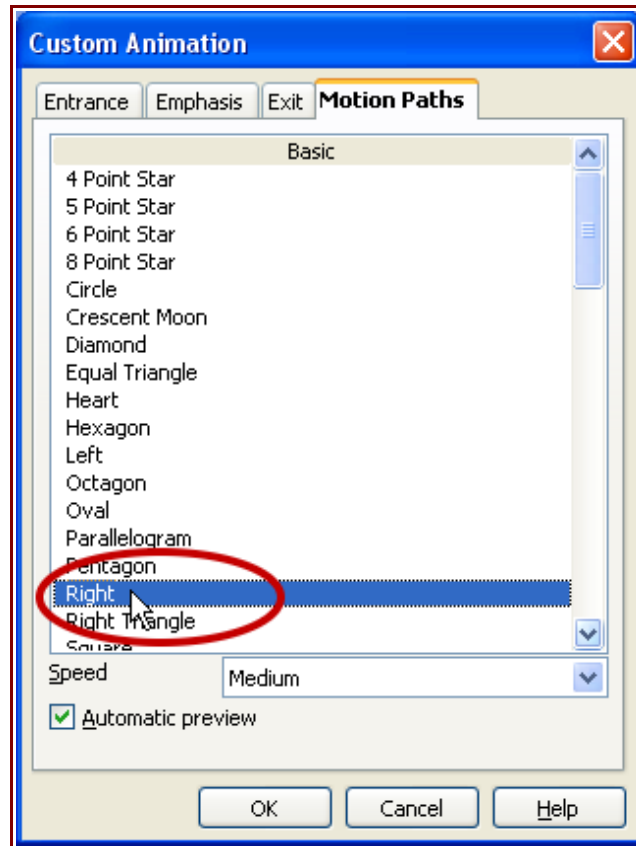 Custom Animation
Entrance Emphasis Exit Motion Paths
Basic
4 Point Star
5 Point Star
6 Point Star
8 Point Star
Circle
Crescent Moon
Diamond
Equal Triangle
Heart
Hexagon
Left
Octagon
Oval
Parallelogram
Pentagon
Right
Right Triangle
Square
Speed Medium
Automatic preview
OK Cancel Help